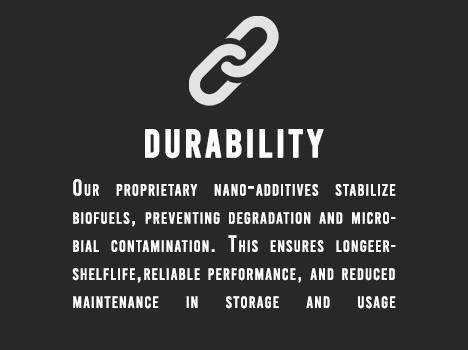 DURABILITY
Our proprietary nano-additives stabilize
biofuels, preventing degradation and micro-
bial contamination. This ensures longeer-
shelflife,reliable performance, and reduced
maintenance in storage and usage